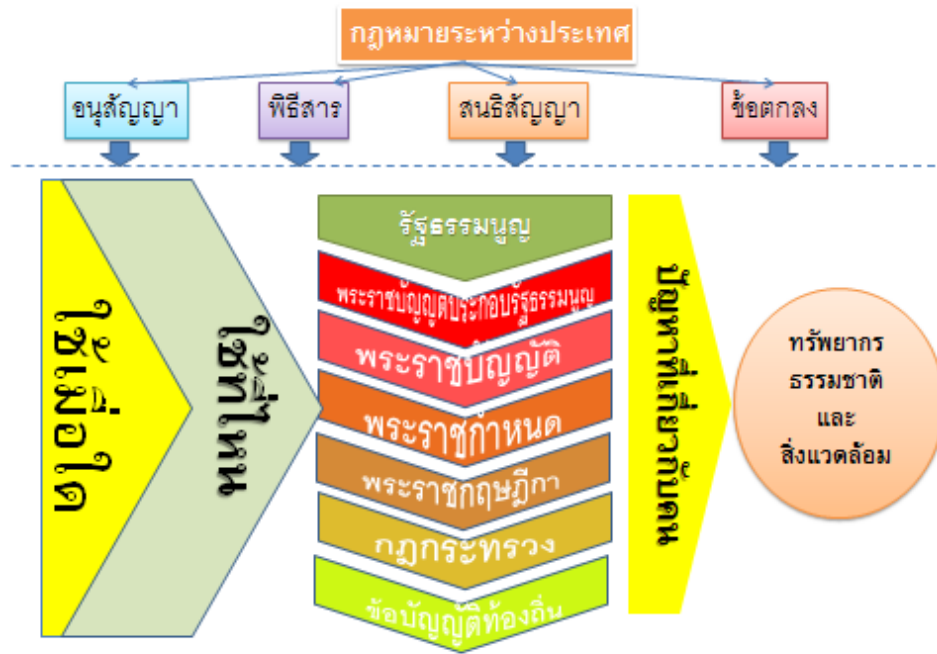 กฎหมายระหว่างประเทศ
อนุสัญญา
พิธีสาร
สนธิสัญญา
ข้อตกลง
ใช้เมื่อใด
ใช้ที่ไหน
รัฐธรรมนูญ
พระราชบัญญัติประกอบรัฐธรรมนูญ
พระราชบัญญัติ
พระราชกำหนด
พระราชกฤษฎีกา
กฎกระทรวง
ข้อบัญญัติท้องถิ่น
ปัญหาที่เกี่ยวกับคน
ทรัพยากร
ธรรมชาติ
และ
สิ่งแวดล้อม